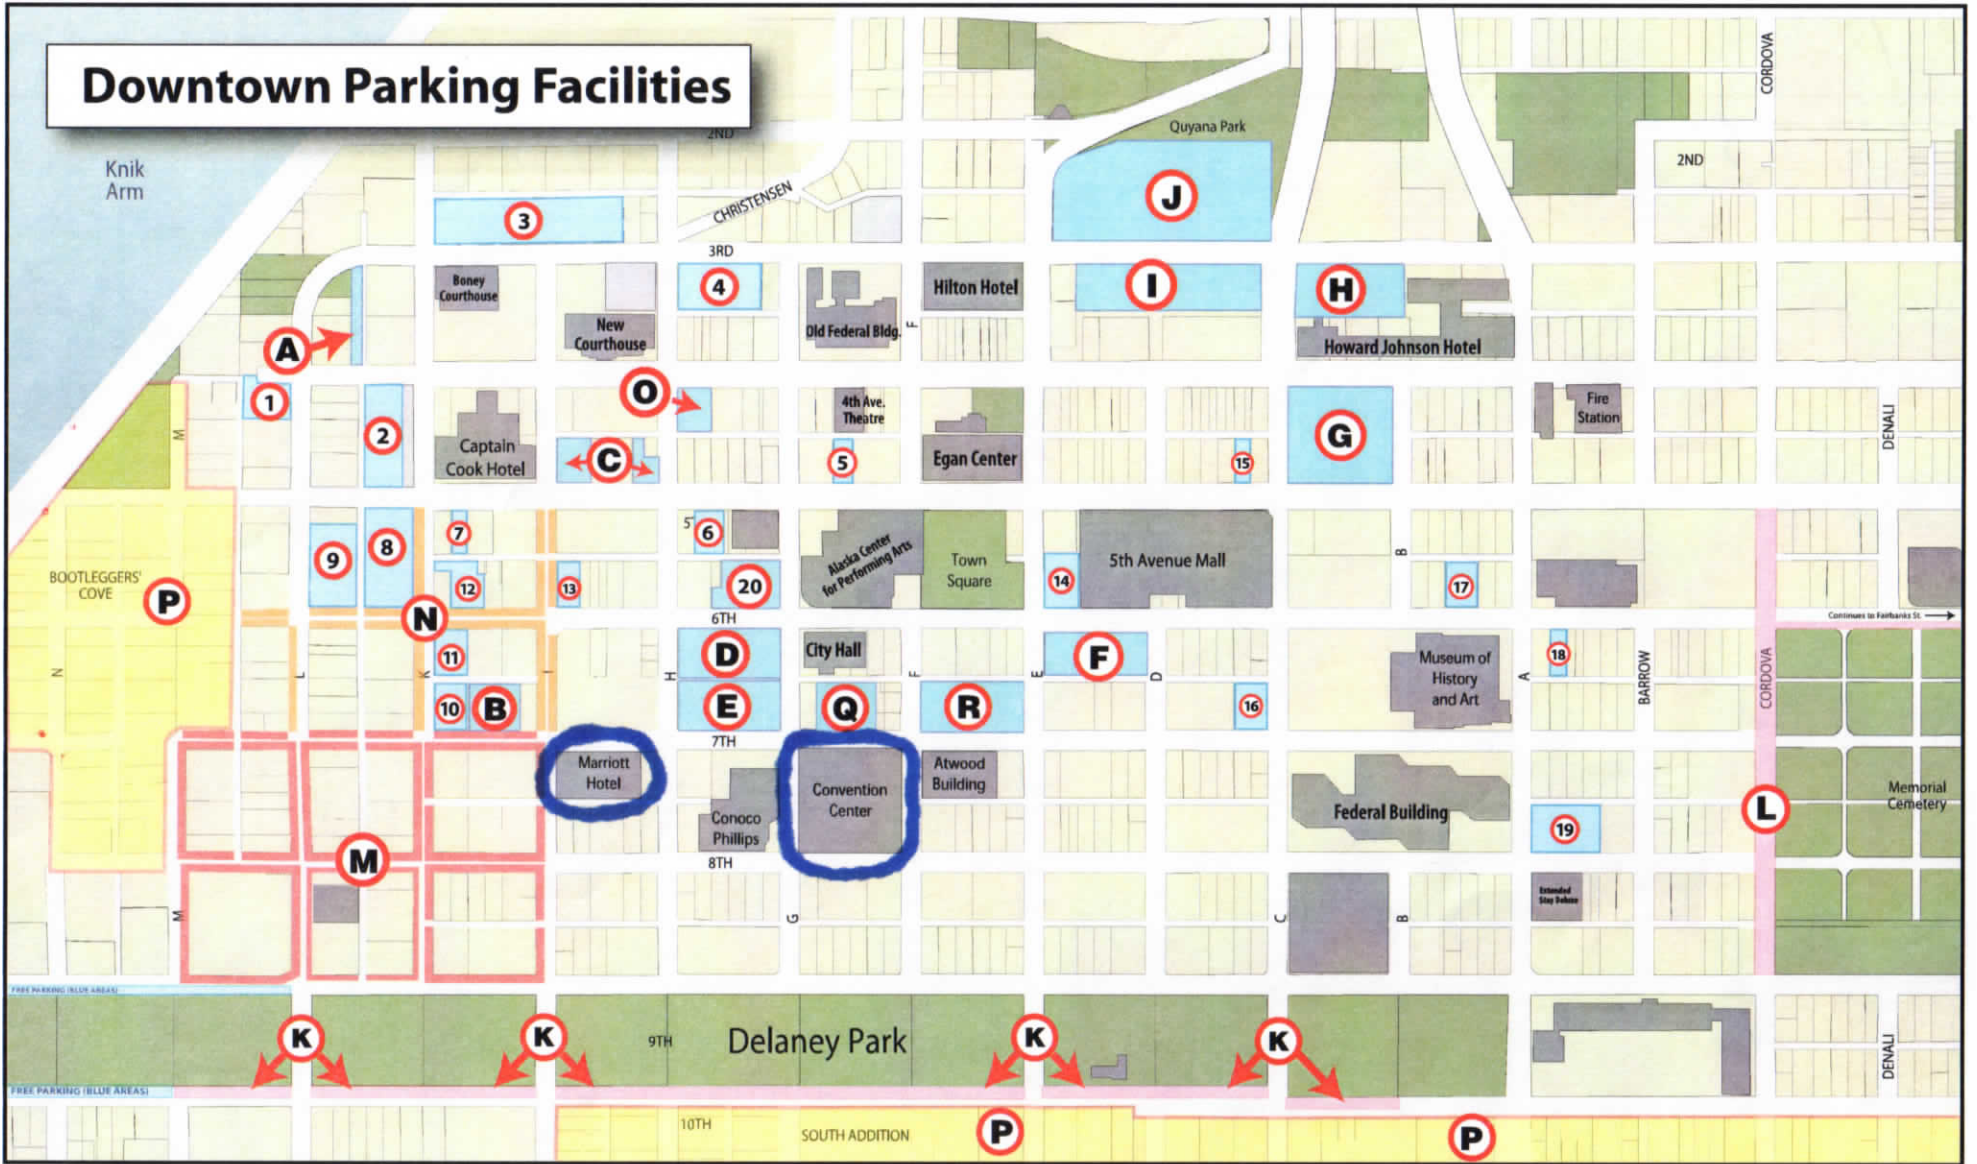 Downtown Parking Facilities
CORDOVA
2ND
Quyana Park
Knik
Arm
J
2ND
CHRISTENSEN
3
3RD
Boney
Courthouse
4
Hilton Hotel
I
H
New
Courthouse
Old Federal Bldg.
F
Howard Johnson Hotel
A
1
O
4th Ave.
Theatre
Fire
Station
M
2
G
DENALI
Captain
Cook Hotel
C
5
Egan Center
15
7
5
6
9
8
Alaska Center
for Performing Arts
Town
Square
5th Avenue Mall
B
BOOTLEGGERS'
COVE
P
12
13
20
14
17
N
6TH
Continues to Fairbanks St.
11
D
City Hall
F
18
N
L
K
I
H
F
E
D
Museum of
History
and Art
A
BARROW
CORDOVA
10
B
E
Q
R
16
7TH
Marriott
Hotel
Atwood
Building
Convention
Center
Conoco
Phillips
Federal Building
19
L
Memorial
Cemetery
M
8TH
M
G
C
B
Extended
Stay Deluxe
FREE PARKING (BLUE AREAS)
K
K
9TH
Delaney Park
K
K
DENALI
FREE PARKING (BLUE AREAS)
10TH
SOUTH ADDITION
P
P